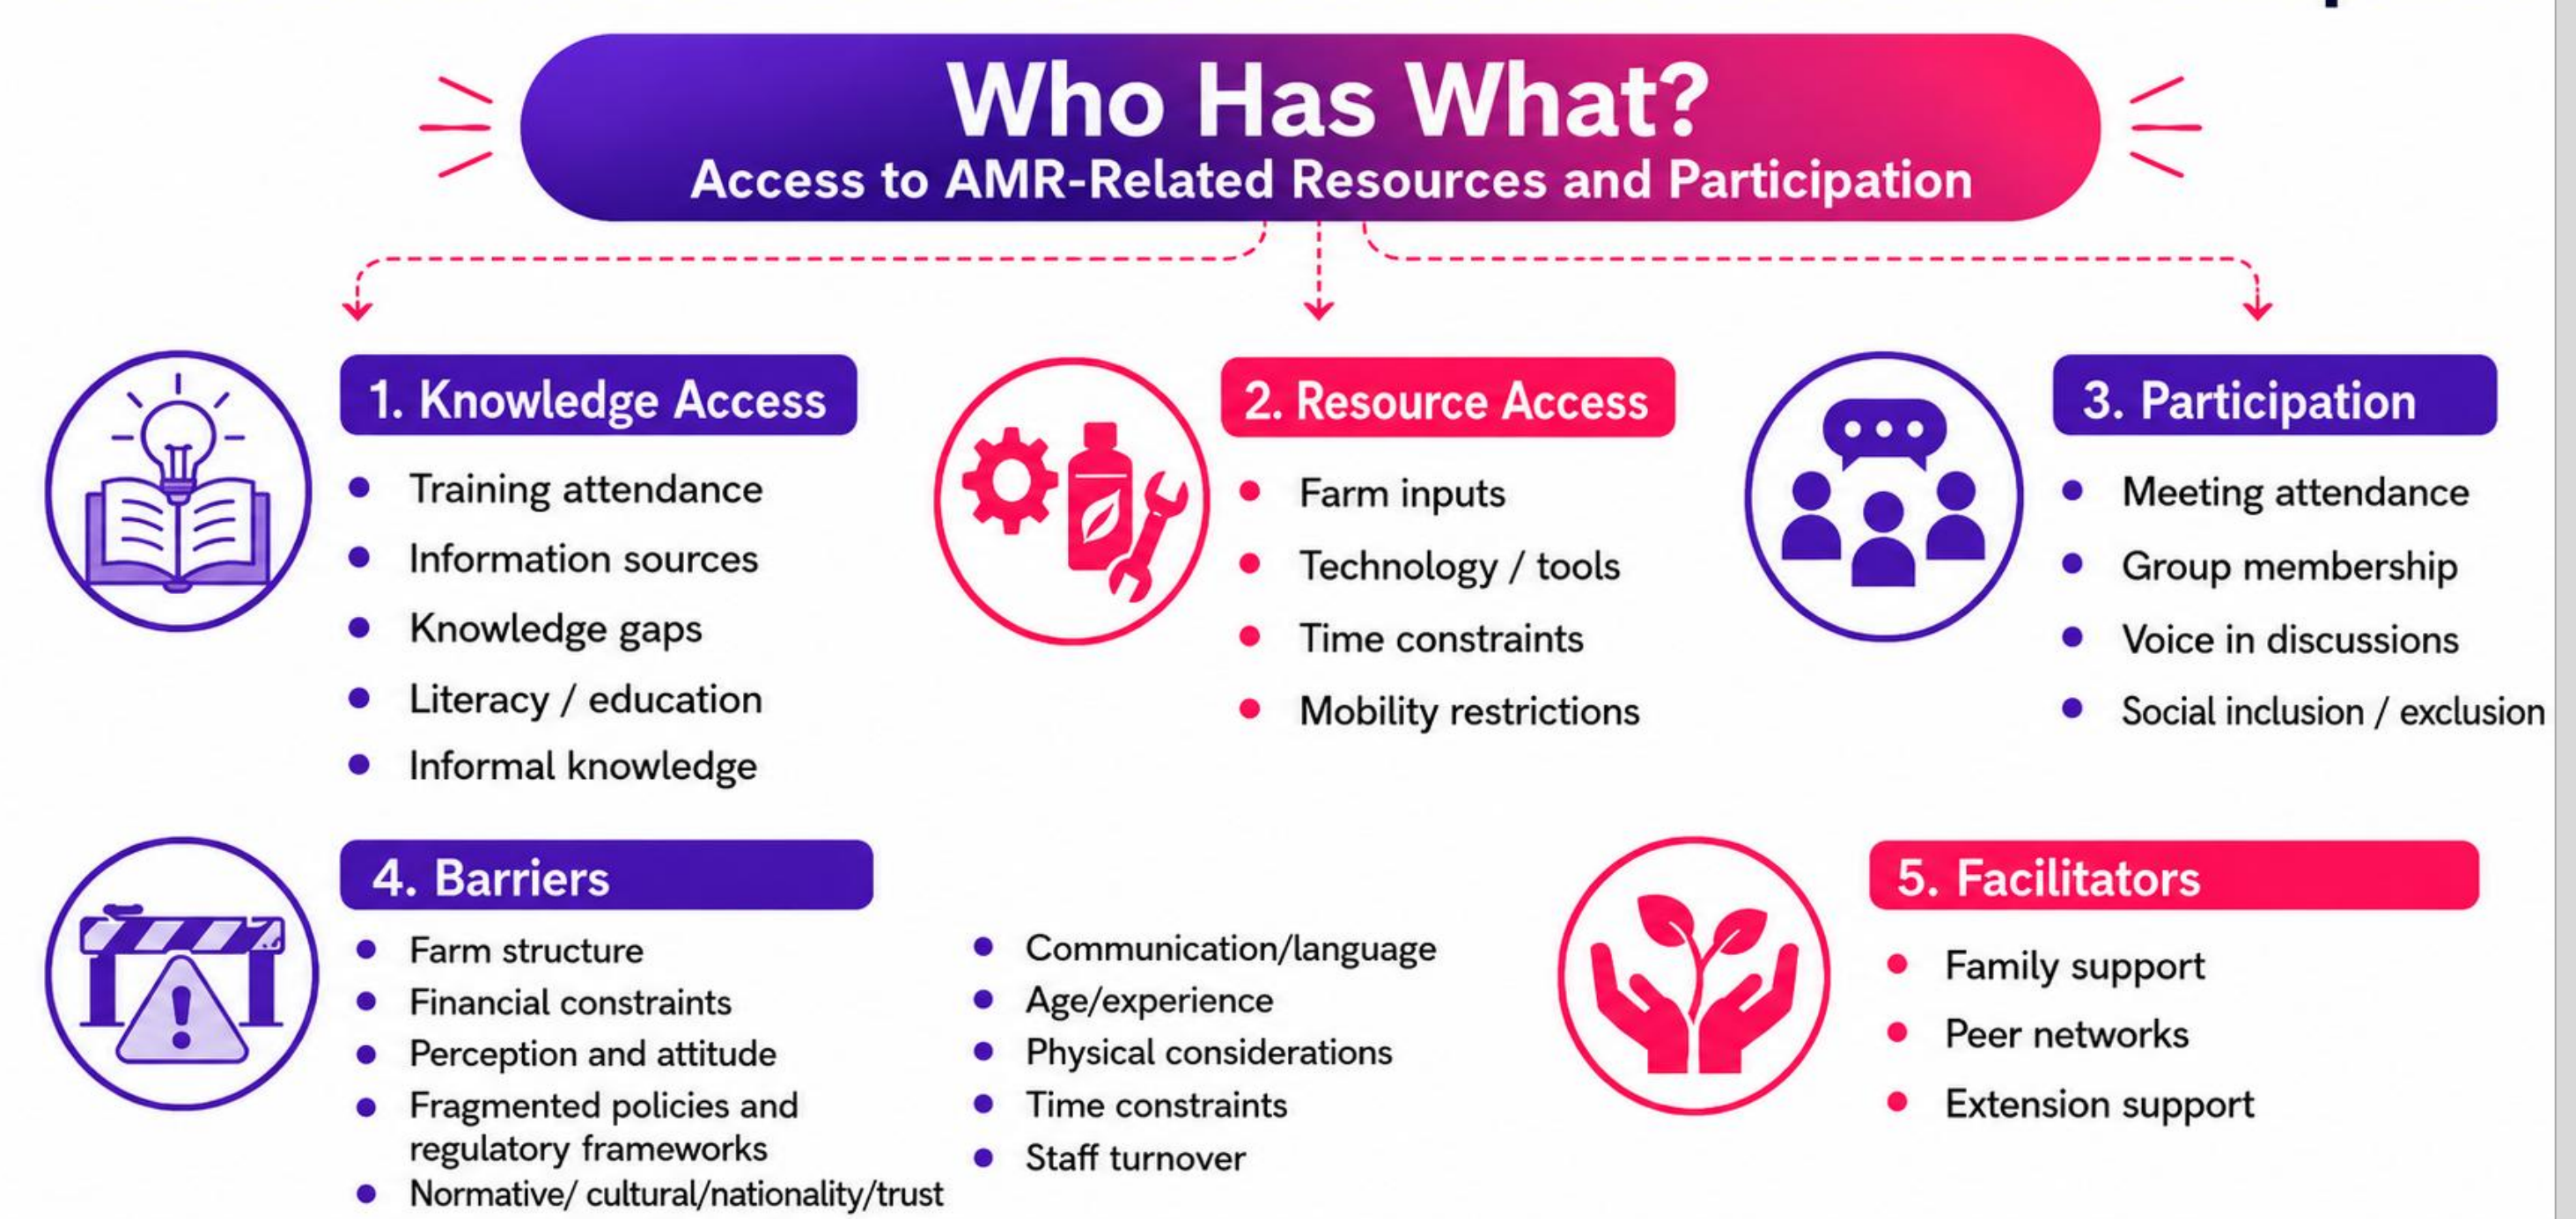 Who Has What?
Access to AMR-Related Resources and Participation
1. Knowledge Access
Training attendance
Information sources
Knowledge gaps
Literacy / education
Informal knowledge
2. Resource Access
Farm inputs
Technology / tools
Time constraints
Mobility restrictions
3. Participation
Meeting attendance
Group membership
Voice in discussions
Social inclusion / exclusion
4. Barriers
Farm structure
Financial constraints
Perception and attitude
Fragmented policies and
regulatory frameworks
Normative/ cultural/nationality/trust
Communication/language
Age/experience
Physical considerations
Time constraints
Staff turnover
5. Facilitators
Family support
Peer networks
Extension support